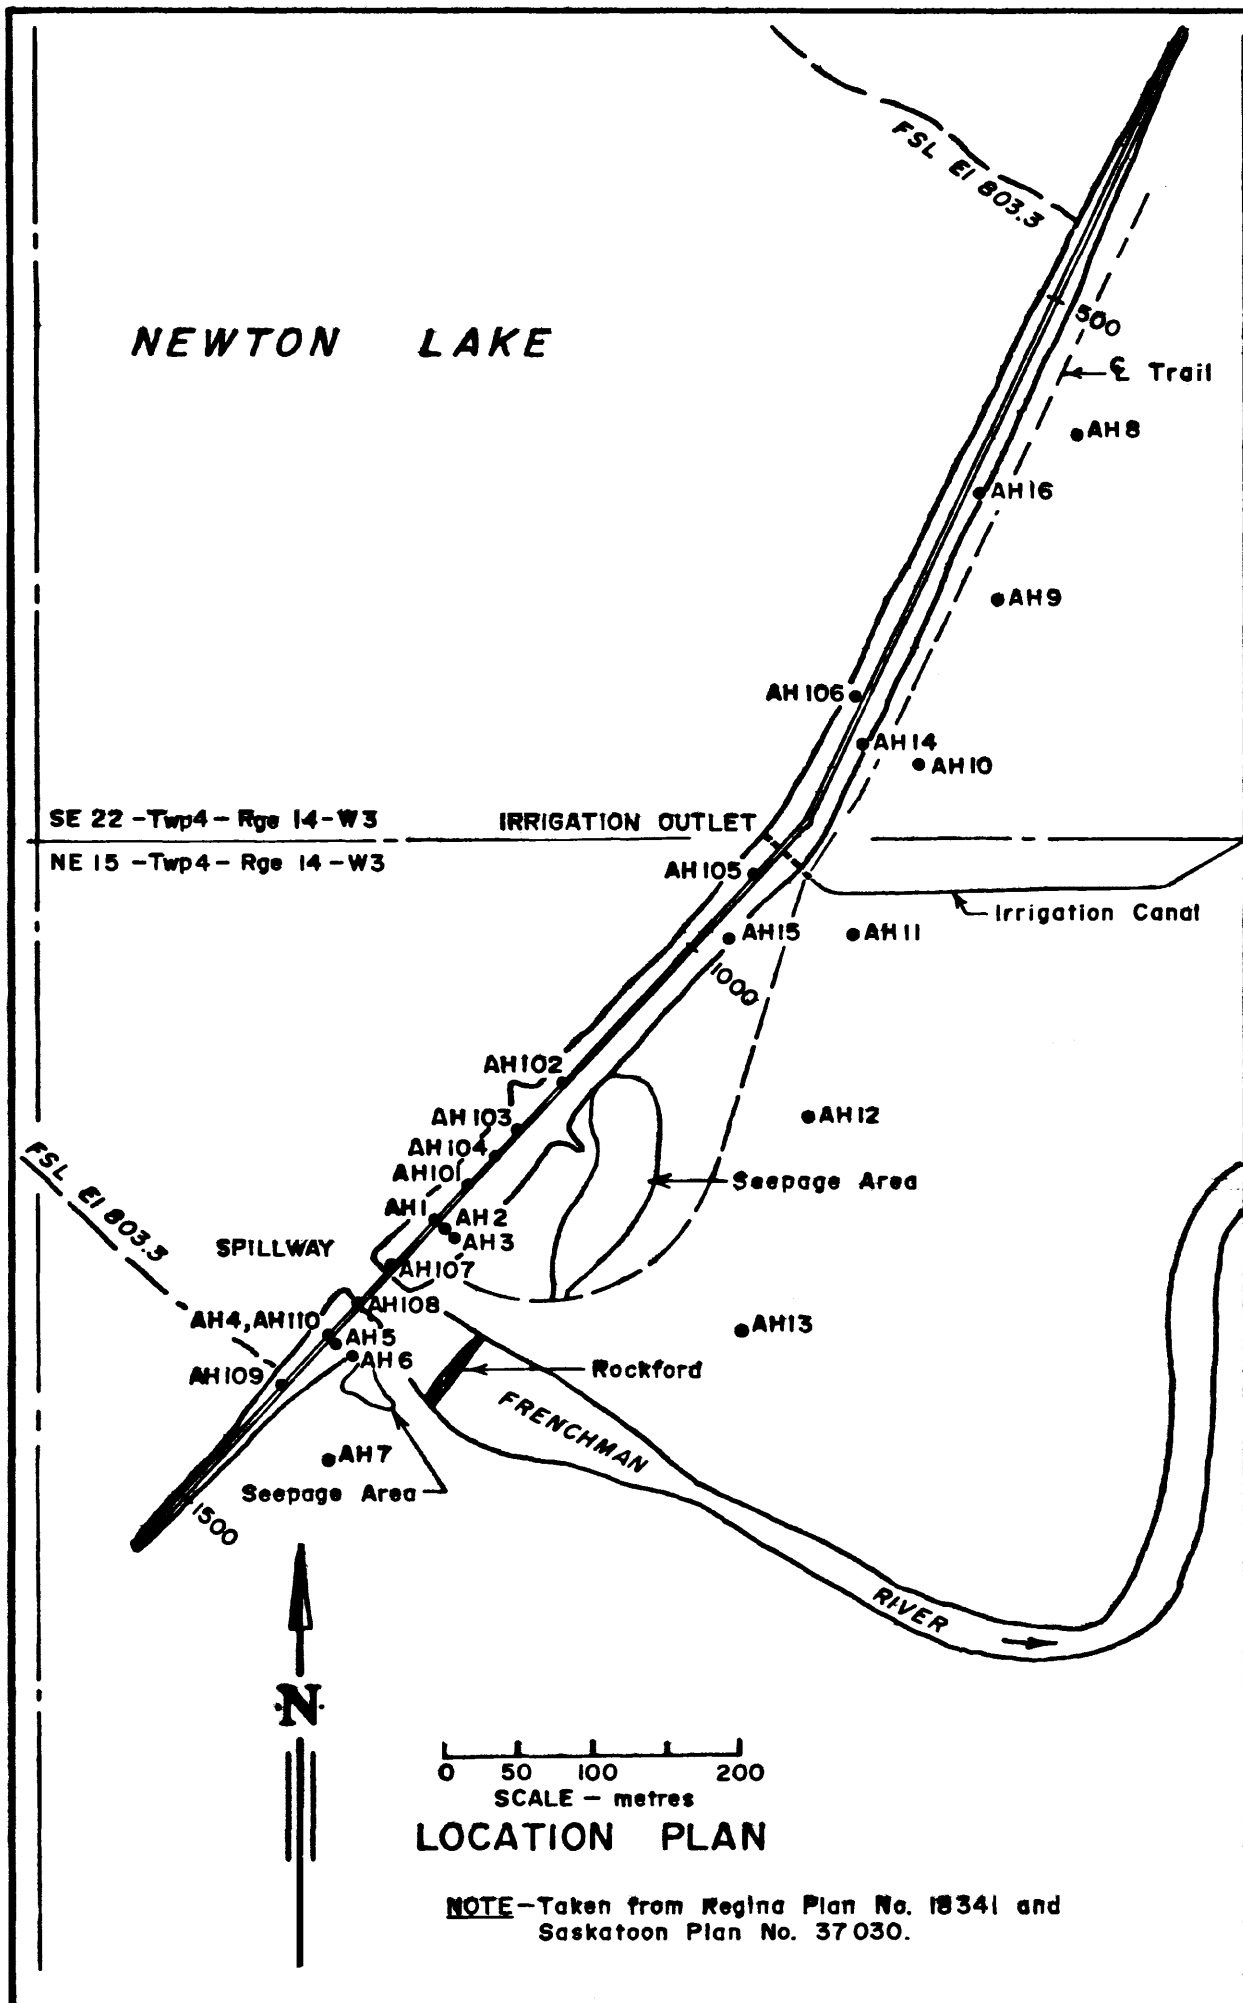 FSL El 803.3
NEWTON LAKE
500
℄ Trail
AH8
AH16
AH9
AH106
AH14
AH10
SE 22 -Twp4- Rge 14-W3
IRRIGATION OUTLET
NE 15 -Twp4- Rge 14-W3
AH105
Irrigation Canal
AH15
AH11
1000
AH102
AH103
AH12
AH104
AH101
Seepage Area
AH1
AH2
AH3
FSL El 803.3
SPILLWAY
AH107
AH108
AH4, AH110
AH5
AH13
AH6
AH109
Rockford
FRENCHMAN
AH7
Seepage Area
1500
RIVER
N
0 50 100 200
SCALE - metres
LOCATION PLAN
NOTE-Taken from Regina Plan No. 18341 and
Saskatoon Plan No. 37030.